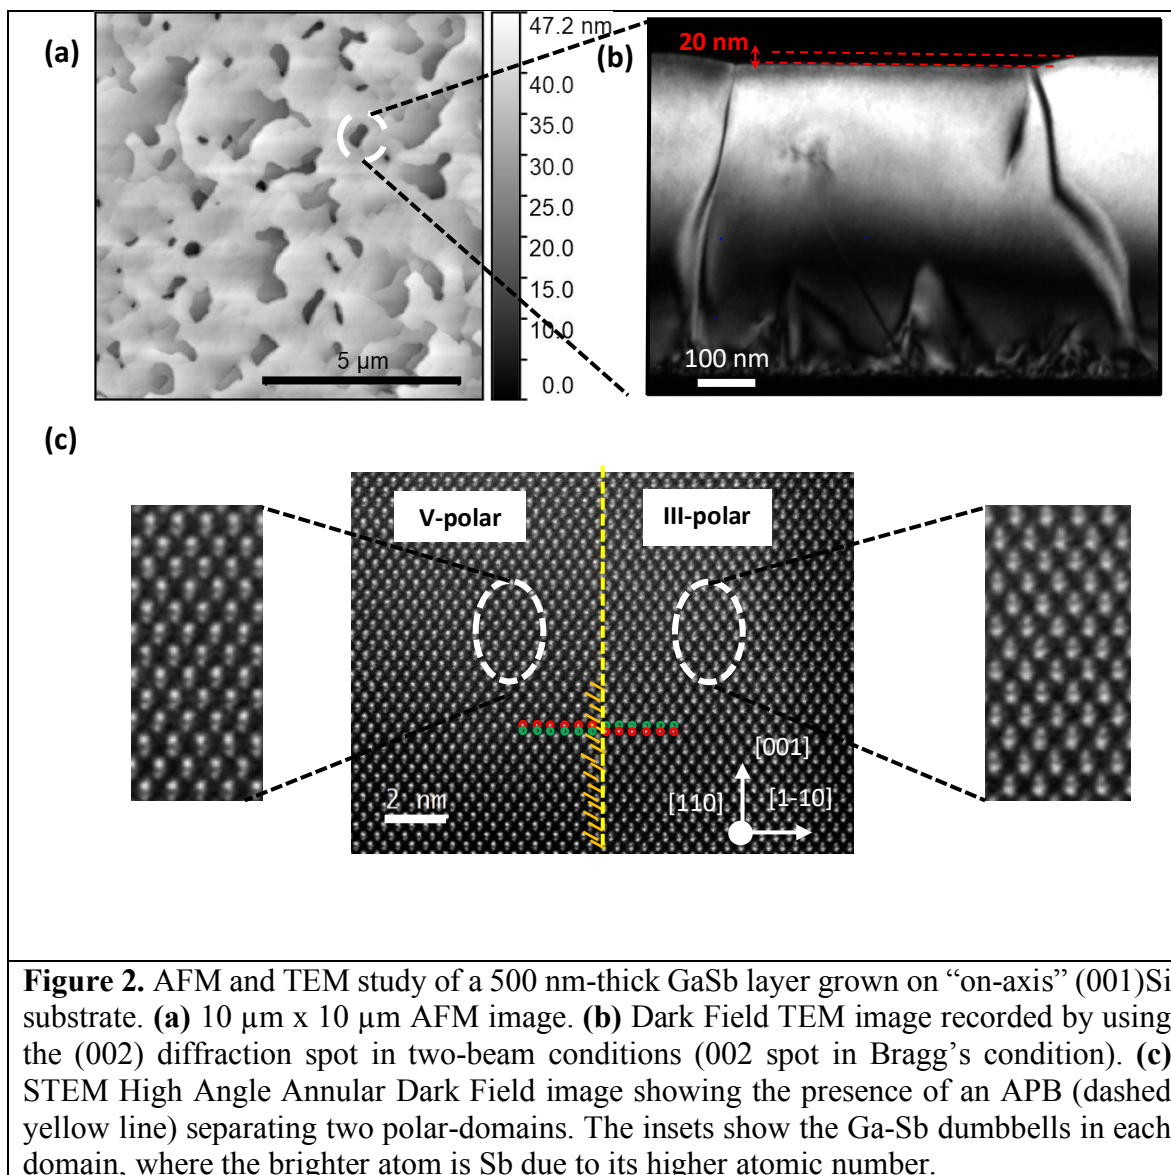 (a)
47.2 nm
40.0
35.0
30.0
25.0
20.0
15.0
10.0
0.0
5 µm
(b)
20 nm
100 nm
(c)
V-polar
III-polar
[001]
[110]
[1-10]
2 nm
Figure 2. AFM and TEM study of a 500 nm-thick GaSb layer grown on “on-axis” (001)Si
substrate. (a) 10 µm x 10 µm AFM image. (b) Dark Field TEM image recorded by using
the (002) diffraction spot in two-beam conditions (002 spot in Bragg’s condition). (c)
STEM High Angle Annular Dark Field image showing the presence of an APB (dashed
yellow line) separating two polar-domains. The insets show the Ga-Sb dumbbells in each
domain, where the brighter atom is Sb due to its higher atomic number.